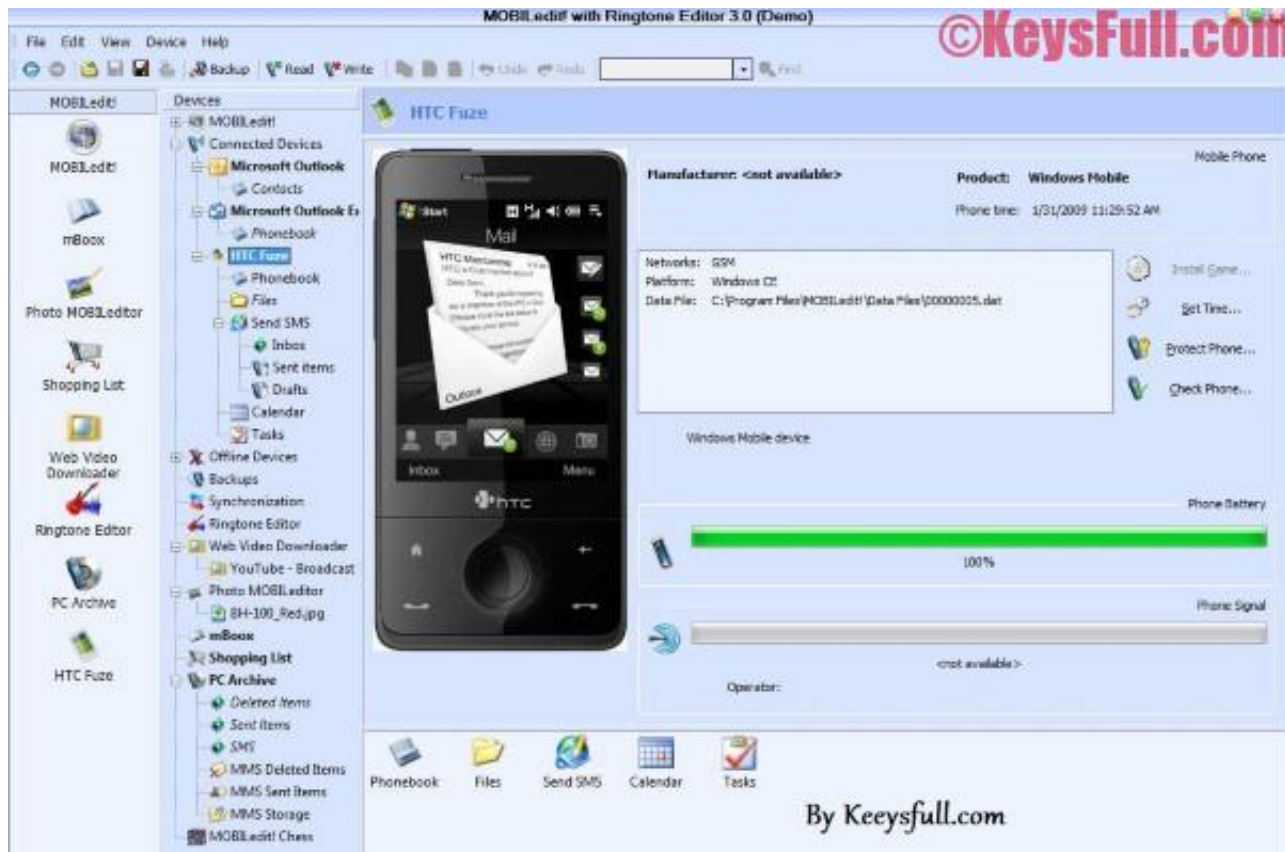 MOBILedit! with Ringtone Editor 3.0 (Demo)
©KeysFull.com
File Edit View Device Help
Backup Read Write Undo Redo Find
MOBILedit!
MOBILedit!
mBoox
Photo MOBILeditor
Shopping List
Web Video
Downloader
Ringtone Editor
PC Archive
HTC Fuze
Devices
MOBILedit!
Connected Devices
Microsoft Outlook
Contacts
Microsoft Outlook Ex
Phonebook
HTC Fuze
Phonebook
Files
Send SMS
Inbox
Sent items
Drafts
Calendar
Tasks
Offline Devices
Backups
Synchronization
Ringtone Editor
Web Video Downloader
YouTube - Broadcast
Photo MOBILeditor
BH-100_Red.jpg
mBoox
Shopping List
PC Archive
Deleted Items
Sent Items
SMS
MMS Deleted Items
MMS Sent Items
MMS Storage
MOBILedit! Chess
HTC Fuze
Start
Mail
Outlook
Inbox Menu
hTC
Mobile Phone
Manufacturer: <not available>
Product: Windows Mobile
Phone time: 1/31/2009 11:29:52 AM
Networks: GSM
Platform: Windows CE
Data File: C:\Program Files\MOBILedit!\Data Files\00000005.dat
Install Game...
Set Time...
Protect Phone...
Check Phone...
Windows Mobile device
Phone Battery
100%
Phone Signal
<not available>
Operator:
Phonebook Files Send SMS Calendar Tasks
By Keeysfull.com